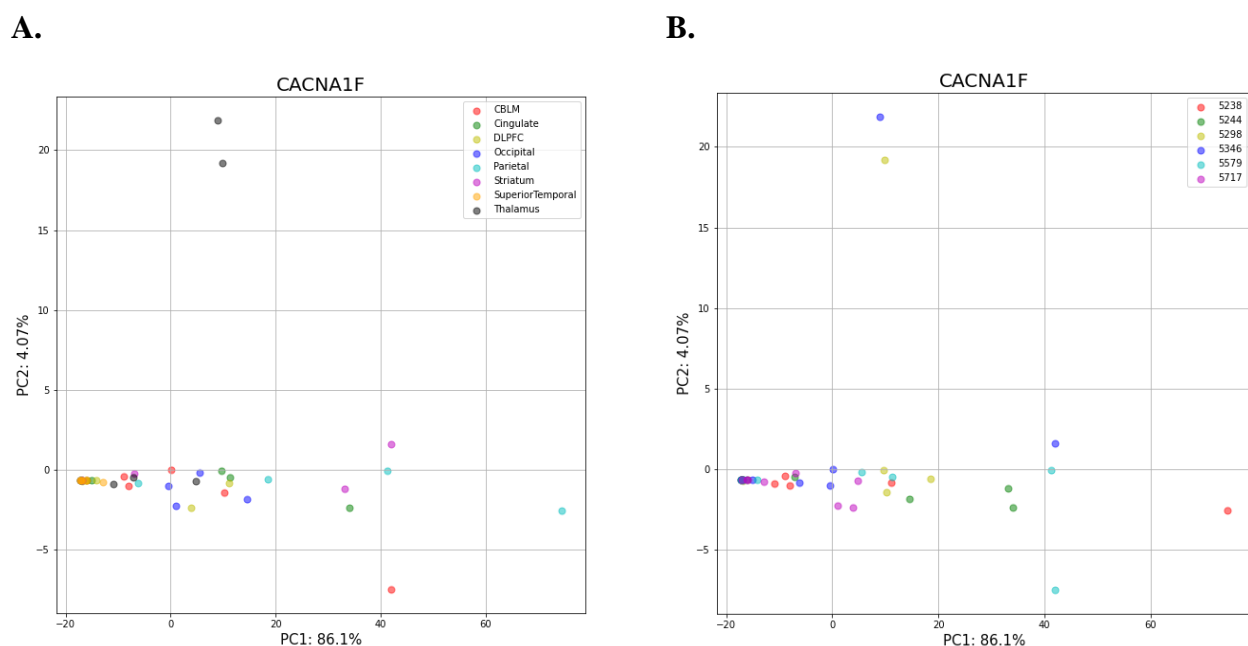 A.
CACNA1F
CBLM
Cingulate
DLPFC
Occipital
Parietal
Striatum
SuperiorTemporal
Thalamus
20
15
10
5
0
−5
PC2: 4.07%
−20
0
20
40
60
PC1: 86.1%
B.
CACNA1F
5238
5244
5298
5346
5579
5717
20
15
10
5
0
−5
PC2: 4.07%
−20
0
20
40
60
PC1: 86.1%